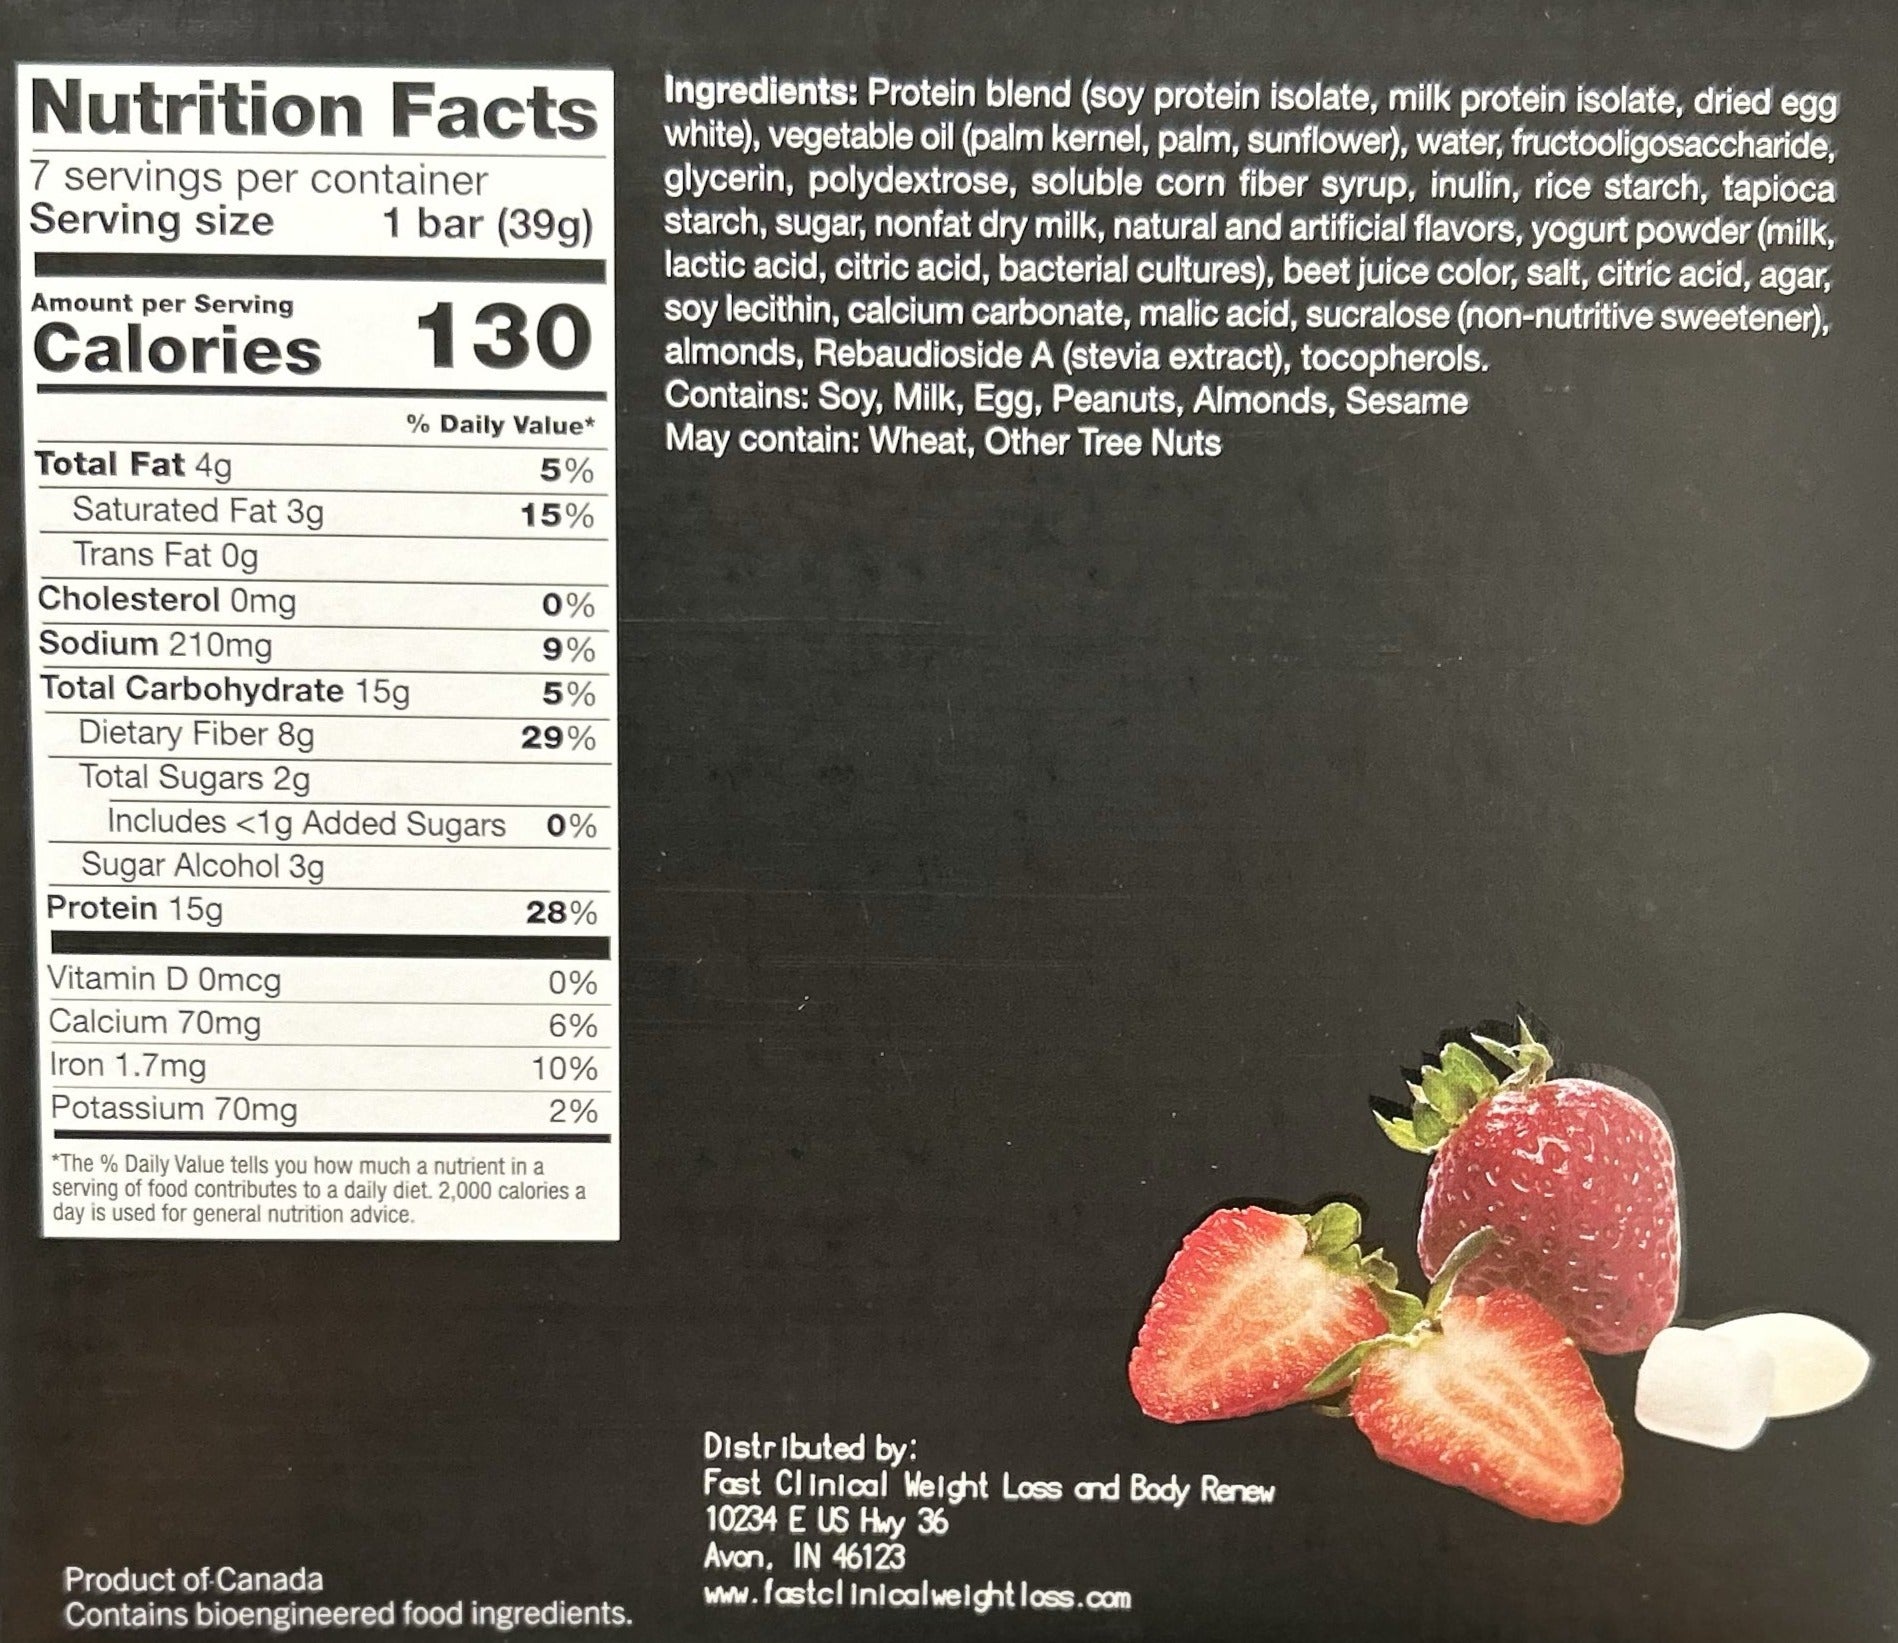 Nutrition Facts
7 servings per container
Serving size 1 bar (39g)
Amount per Serving
Calories 130
% Daily Value*
Total Fat 4g 5%
Saturated Fat 3g 15%
Trans Fat 0g
Cholesterol 0mg 0%
Sodium 210mg 9%
Total Carbohydrate 15g 5%
Dietary Fiber 8g 29%
Total Sugars 2g
Includes <1g Added Sugars 0%
Sugar Alcohol 3g
Protein 15g 28%
Vitamin D 0mcg 0%
Calcium 70mg 6%
Iron 1.7mg 10%
Potassium 70mg 2%
*The % Daily Value tells you how much a nutrient in a
serving of food contributes to a daily diet. 2,000 calories a
day is used for general nutrition advice.
Ingredients: Protein blend (soy protein isolate, milk protein isolate, dried egg
white), vegetable oil (palm kernel, palm, sunflower), water, fructooligosaccharide,
glycerin, polydextrose, soluble corn fiber syrup, inulin, rice starch, tapioca
starch, sugar, nonfat dry milk, natural and artificial flavors, yogurt powder (milk,
lactic acid, citric acid, bacterial cultures), beet juice color, salt, citric acid, agar,
soy lecithin, calcium carbonate, malic acid, sucralose (non-nutritive sweetener),
almonds, Rebaudioside A (stevia extract), tocopherols.
Contains: Soy, Milk, Egg, Peanuts, Almonds, Sesame
May contain: Wheat, Other Tree Nuts
Distributed by:
Fast Clinical Weight Loss and Body Renew
10234 E US Hwy 36
Avon, IN 46123
www.fastclinicalweightloss.com
Product of Canada
Contains bioengineered food ingredients.